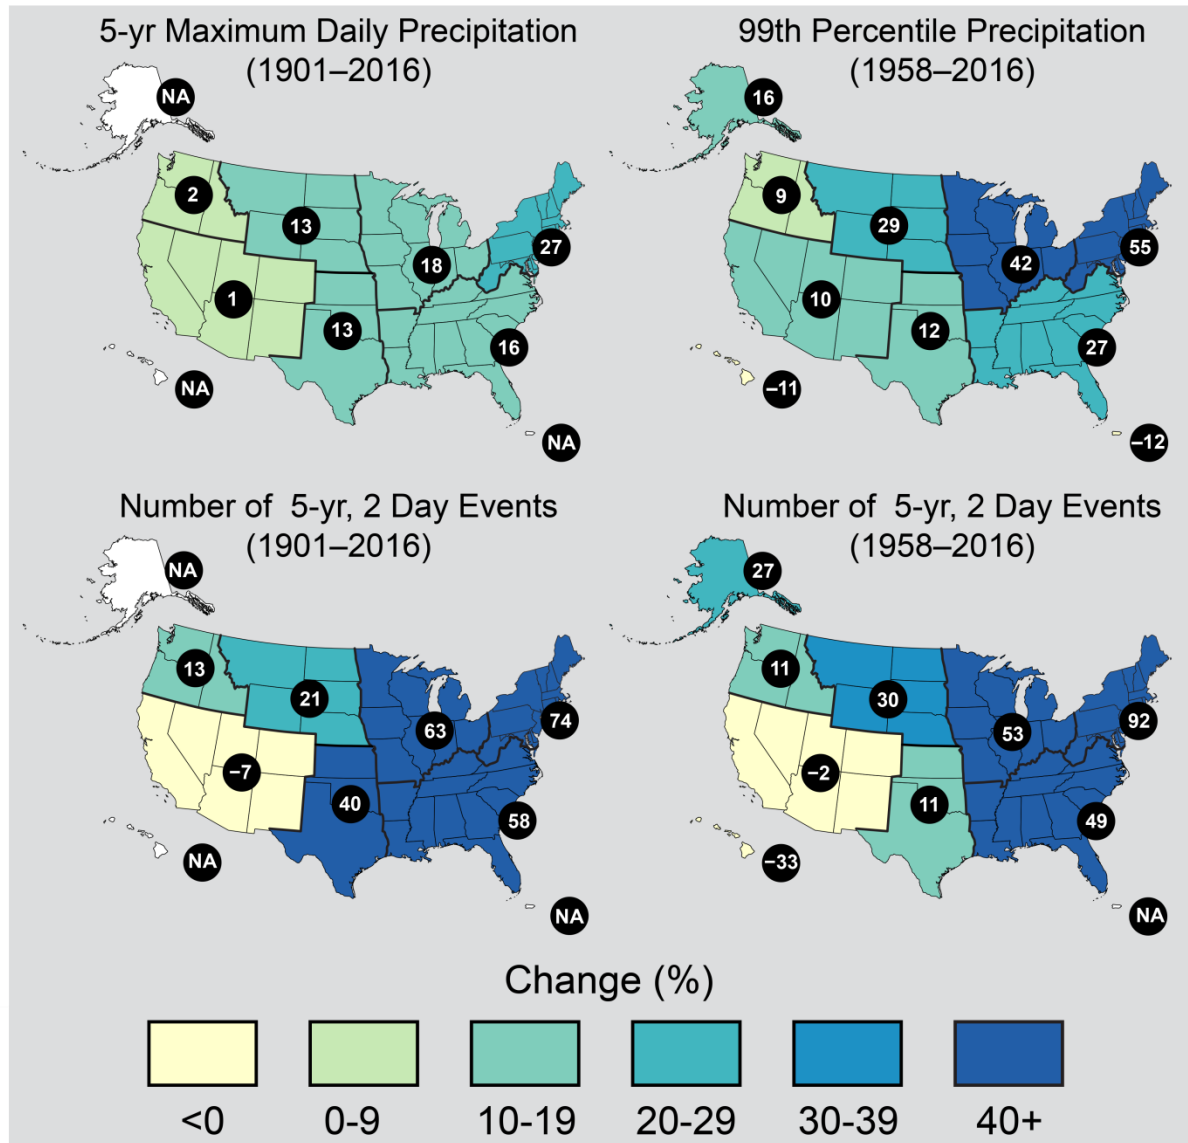 5-yr Maximum Daily Precipitation
(1901–2016)
NA
2
13
18
27
1
13
16
NA
NA
99th Percentile Precipitation
(1958–2016)
16
9
29
42
55
10
12
27
–11
–12
Number of 5-yr, 2 Day Events
(1901–2016)
NA
13
21
63
74
–7
40
58
NA
NA
Number of 5-yr, 2 Day Events
(1958–2016)
27
11
30
53
92
–2
11
49
–33
NA
Change (%)
<0 0-9 10-19 20-29 30-39 40+